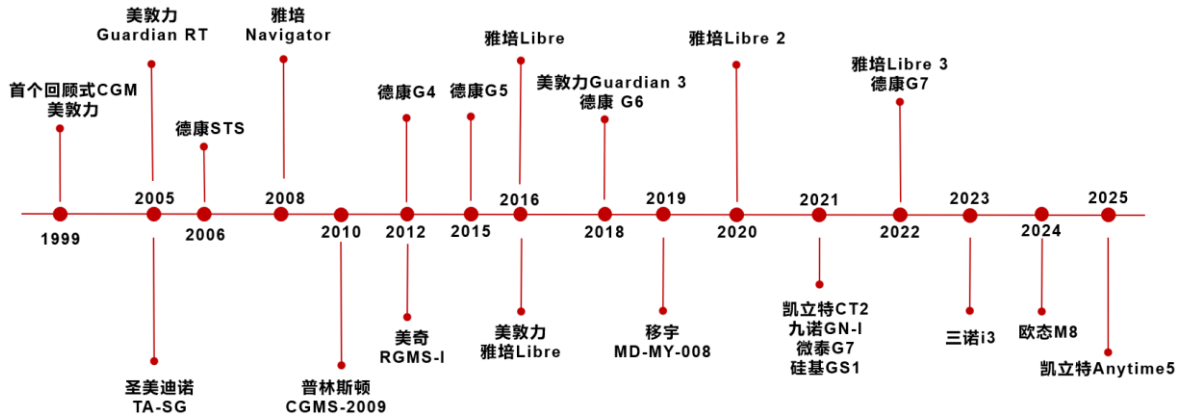 美敦力
Guardian RT
雅培
Navigator
雅培Libre
雅培Libre 2
首个回顾式CGM
美敦力
德康STS
德康G4
德康G5
美敦力Guardian 3
德康 G6
雅培Libre 3
德康G7
1999
2005
2006
2008
2010
2012
2015
2016
2018
2019
2020
2021
2022
2023
2024
2025
圣美迪诺
TA-SG
普林斯顿
CGMS-2009
美奇
RGMS-I
美敦力
雅培Libre
移宇
MD-MY-008
凯立特CT2
九诺GN-I
微泰G7
硅基GS1
三诺i3
欧态M8
凯立特Anytime5